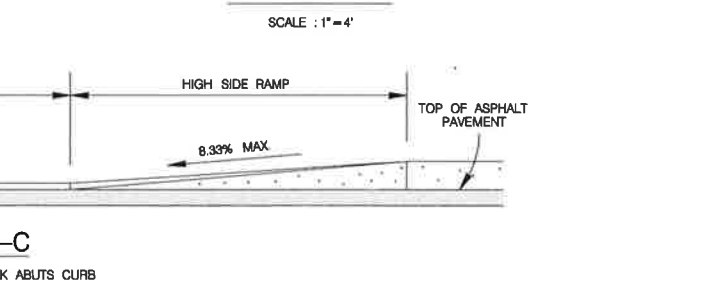 SCALE : 1" = 4'
HIGH SIDE RAMP
TOP OF ASPHALT
PAVEMENT
8.33% MAX.
–C
K ABUTS CURB